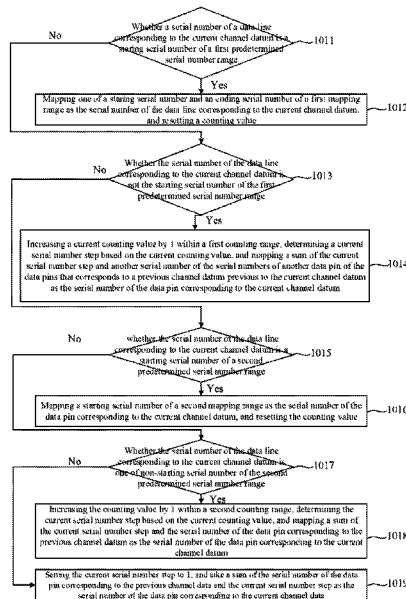 Whether a serial number of a data line
corresponding to the current channel datum is a
staring serial number of a first predetermined
serial number range
1011
No
Yes
Mapping one of a staring serial number and an ending serial number of a first mapping
range as the serial number of the data line corresponding to the current channel datum,
and resetting a counting value
1012
Whether the serial number of the data line
corresponding to the current channel datum is
not the starting serial number of the first
predetermined serial number range
1013
No
Yes
Increasing a current counting value by 1 within a first counting range, determining a current
serial number step based on the current counting value, and mapping a sum of the current
serial number step and another serial number of the serial numbers of another data pin of the
data pins that corresponds to a previous channel datum previous to the current channel datum
as the serial number of the data pin corresponding to the current channel datum
1014
whether the serial number of the data line
corresponding to the current channel datum is a
starting serial number of a second
predetermined serial number range
1015
No
Yes
Mapping a starting serial number of a second mapping range as the serial number of the
data pin corresponding to the current channel datum, and resetting the counting value
1016
Whether the serial number of the data line
corresponding to the current channel datum is
one of non-starting serial number of the second
predetermined serial number range
1017
No
Yes
Increasing the counting value by 1 within a second counting range, determining the
current serial number step based on the current counting value, and mapping a sum of
the current serial number step and the serial number of the data pin corresponding to the
previous channel datum as the serial number of the data pin corresponding to the current
channel datum
1018
Setting the current serial number step to 1, and take a sum of the serial number of the data
pin corresponding to the previous channel data and the current serial number step as the
serial number of the data pin corresponding to the current channel data
1019